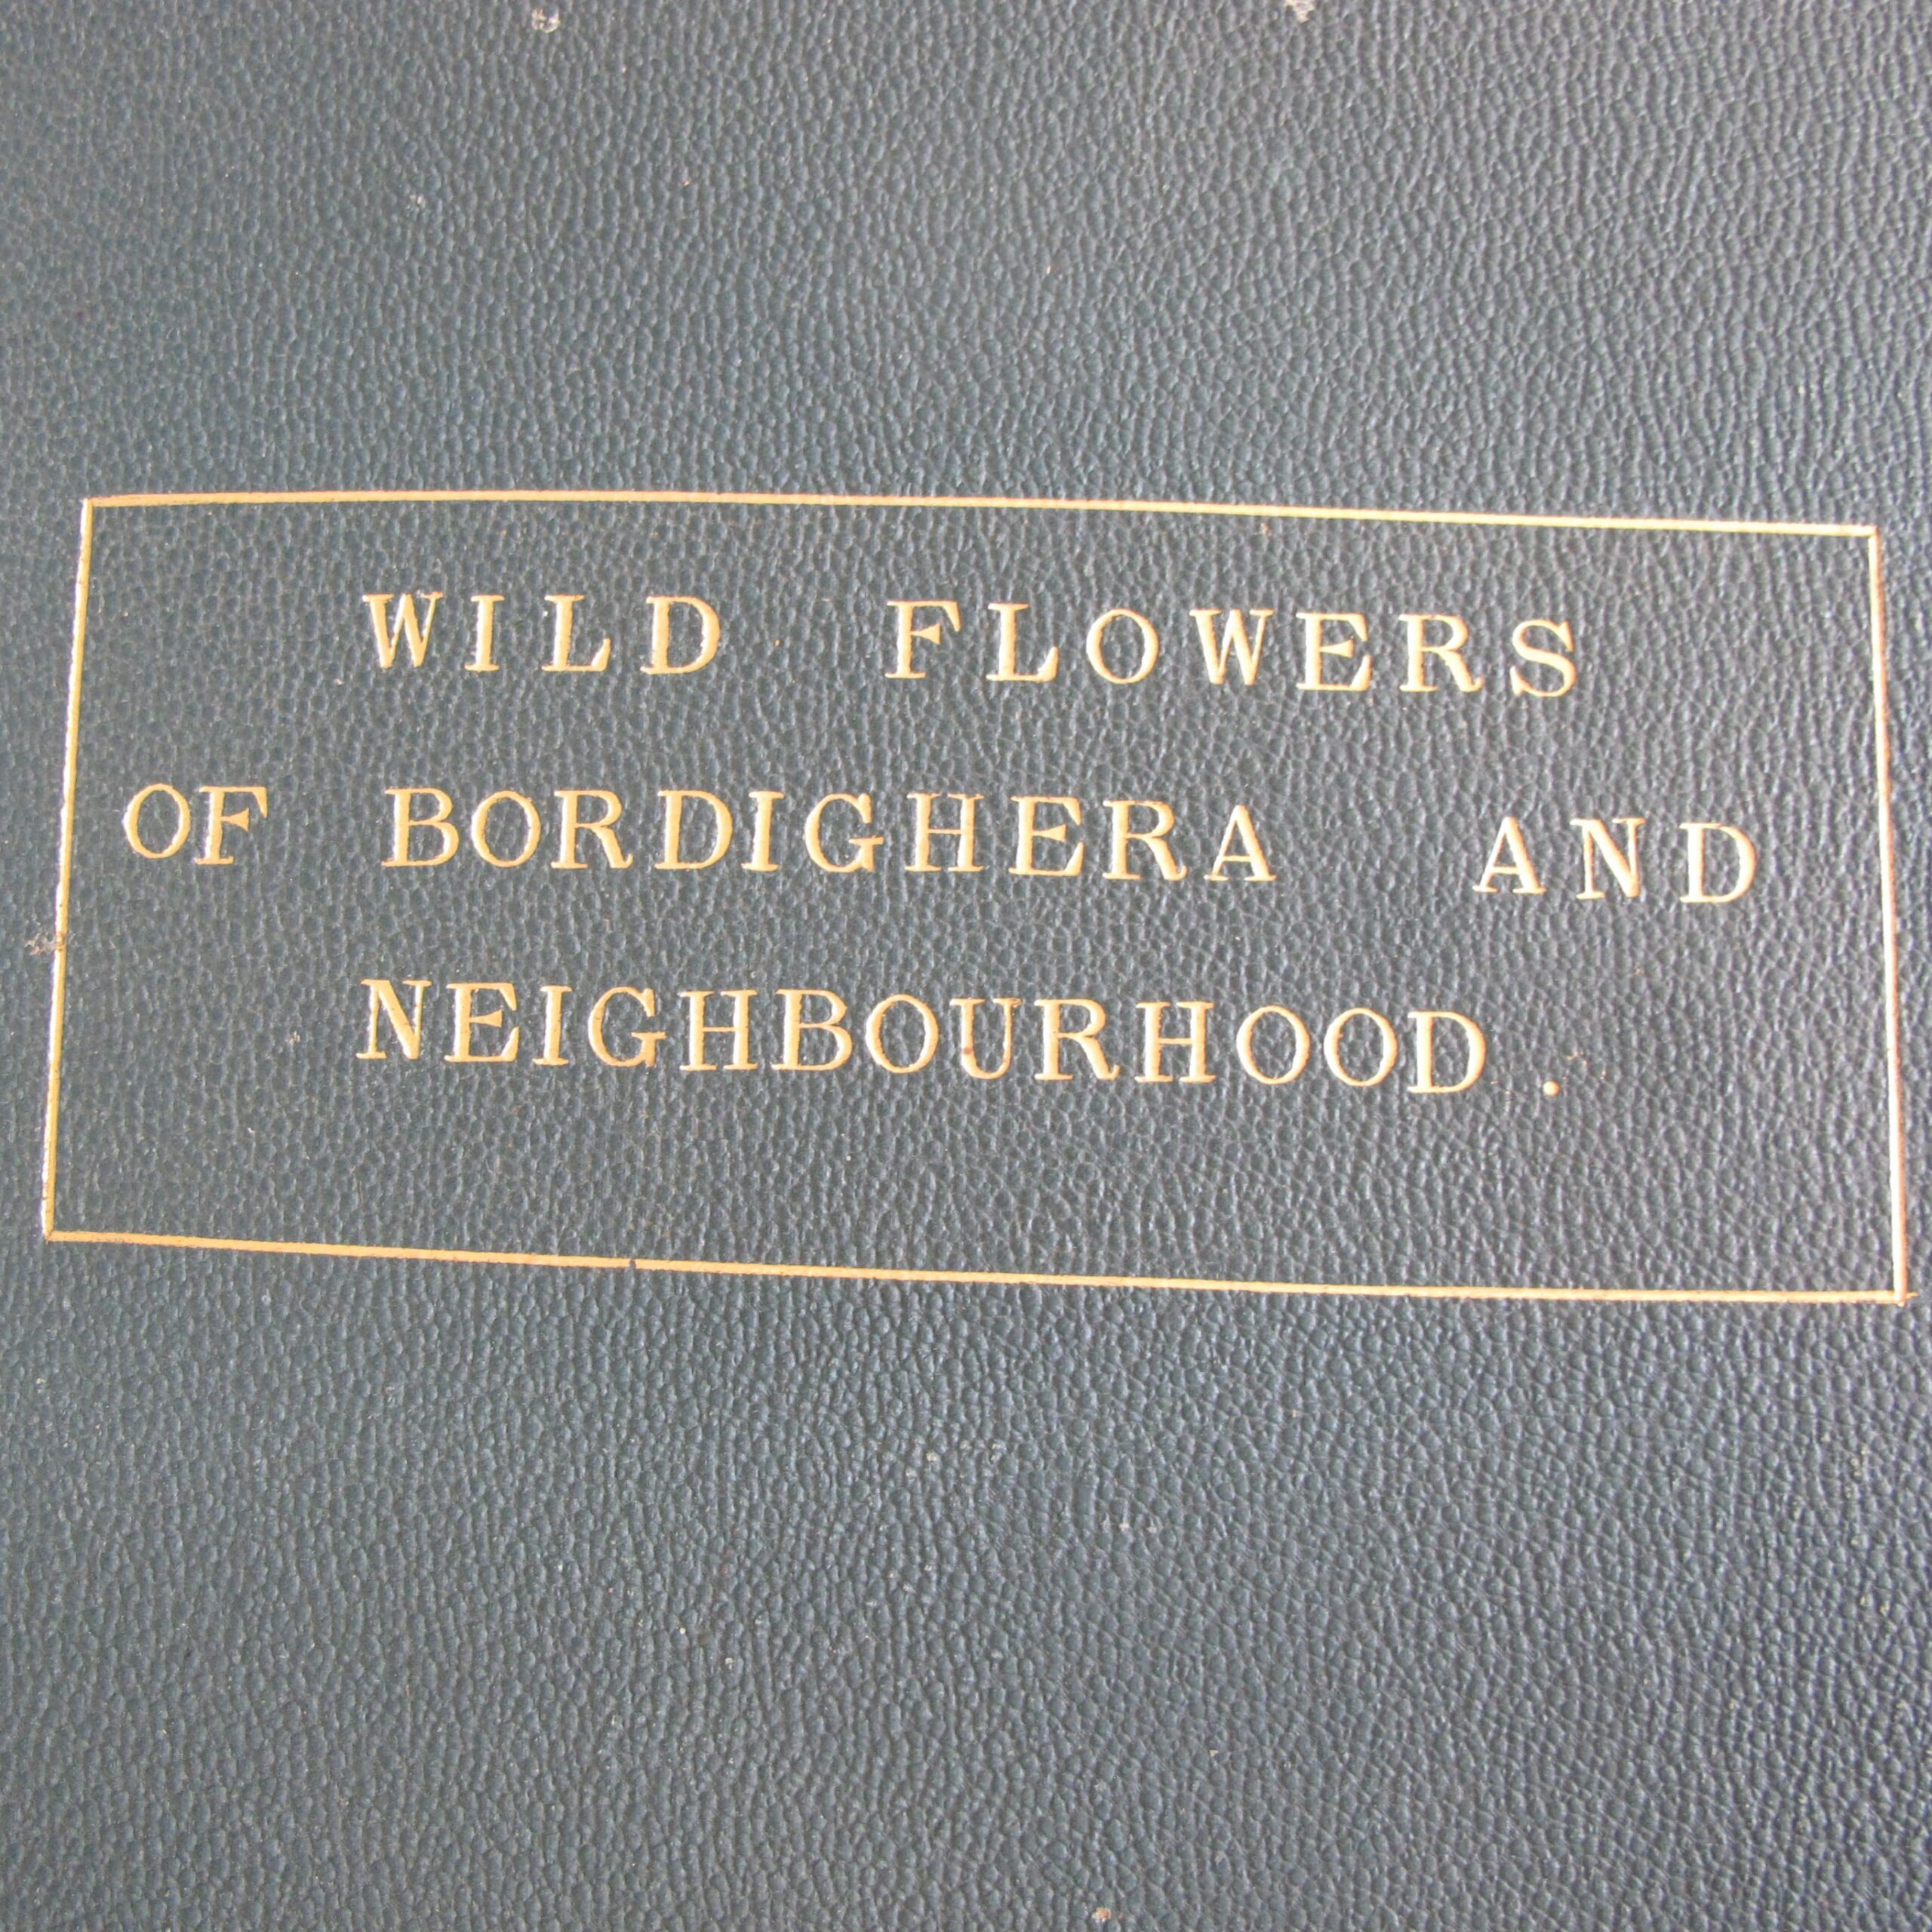 WILD FLOWERS
OF BORDIGHERA AND
NEIGHBOURHOOD.